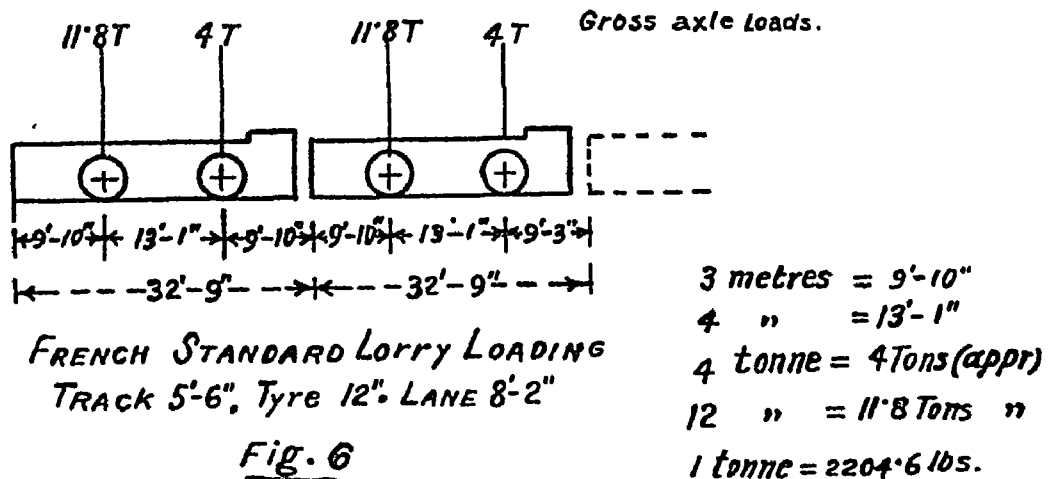 11·8T 4T 11·8T 4T Gross axle Loads.
9'-10" 13'-1" 9'-10" 9'-10" 13'-1" 9'-3"
32'-9" 32'-9"
3 metres = 9'-10"
4 " = 13'-1"
4 tonne = 4 Tons (appr)
12 " = 11·8 Tons "
1 tonne = 2204·6 lbs.
FRENCH STANDARD Lorry LOADING
TRACK 5'-6", Tyre 12". LANE 8'-2"
Fig. 6